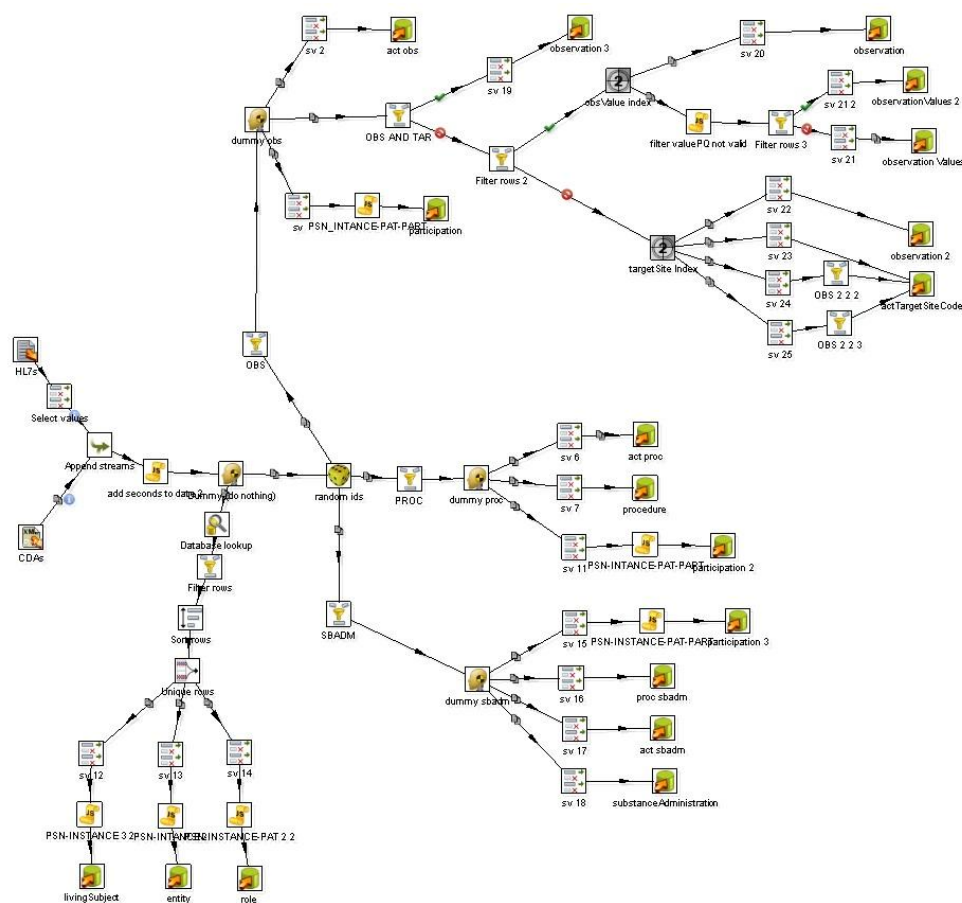 sv 2
act obs
observation 3
sv 19
sv 20
observation
dummy obs
OBS AND TAR
obsValue index
sv 21 2
observationValues 2
filter valuePQ not valid
Filter rows 3
sv 21
observation Values
Filter rows 2
sv
PSN_INTANCE-PAT-PART
participation
sv 22
targetSite Index
sv 23
observation 2
sv 24
OBS 2 2 2
actTargetSiteCode
sv 25
OBS 2 2 3
OBS
HL7s
Select values
Append streams
add seconds to date 2
Dummy (do nothing)
random ids
PROC
dummy proc
sv 6
act proc
sv 7
procedure
CDAs
Database lookup
sv 11
PSN-INTANCE-PAT-PART
participation 2
Filter rows
Sort rows
SBADM
sv 15
PSN-INSTANCE-PAT-PART
participation 3
Unique rows
dummy sbadm
sv 16
proc sbadm
sv 17
act sbadm
sv 12
sv 13
sv 14
sv 18
substanceAdministration
PSN-INSTANCE 3 2
PSN-INTANCE
PSN-INSTANCE-PAT 2 2
livingSubject
entity
role